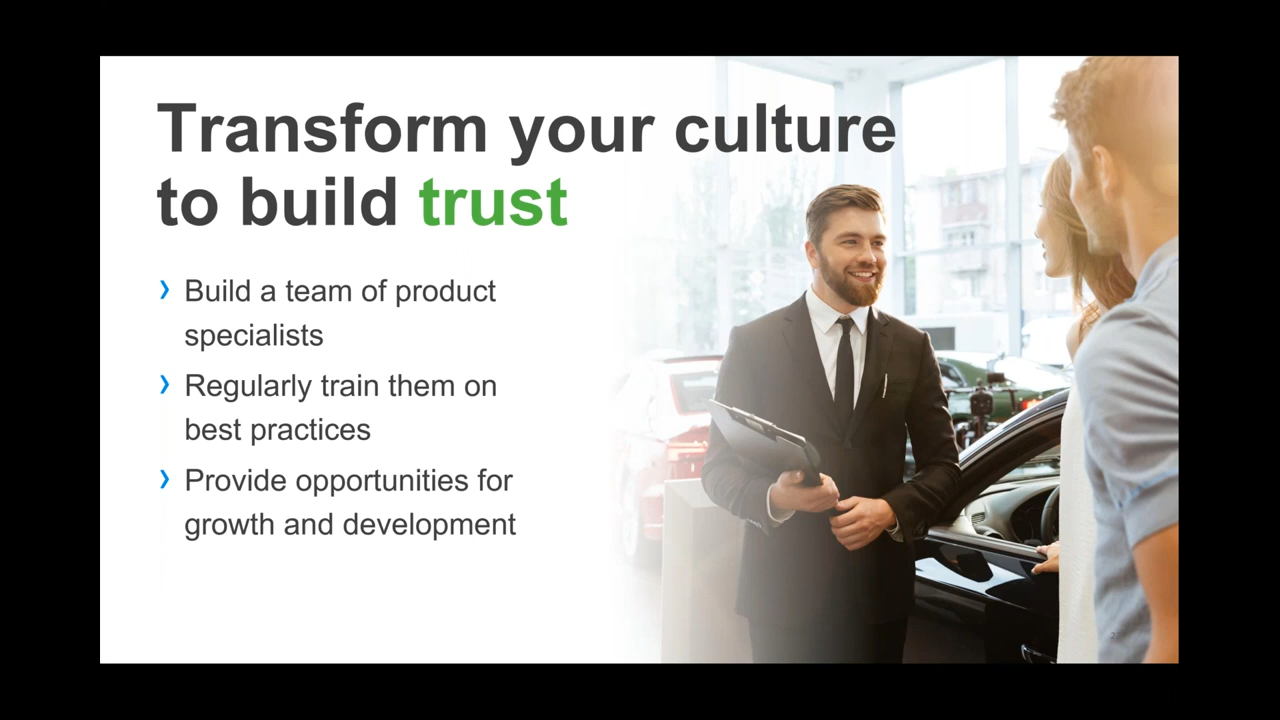 Transform your culture
to build trust
› Build a team of product
specialists
› Regularly train them on
best practices
› Provide opportunities for
growth and development